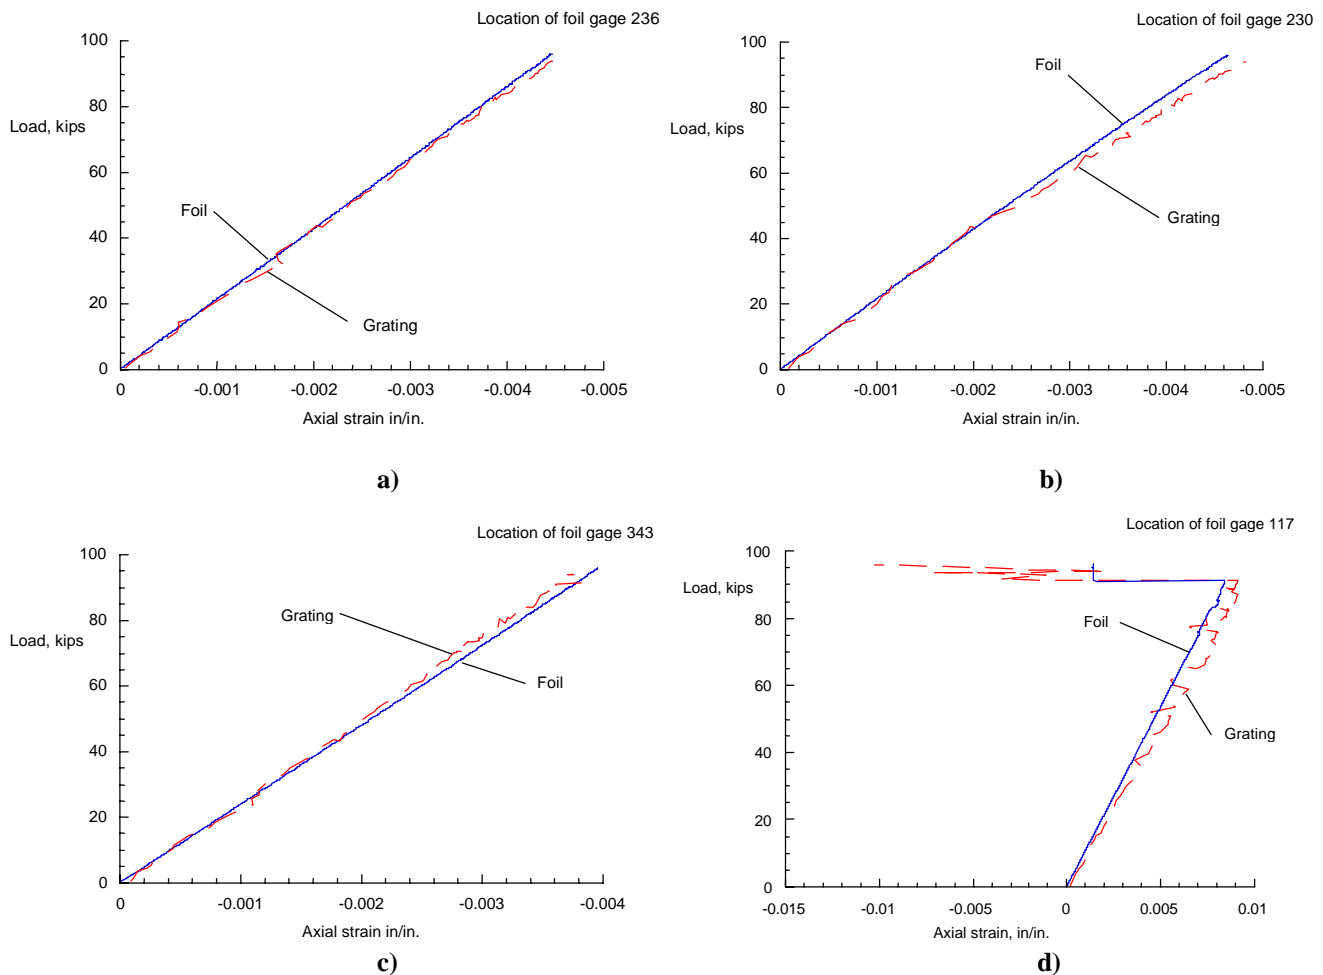 Location of foil gage 236
100
80
Load, kips
60
Foil
40
20
Grating
0
0 -0.001 -0.002 -0.003 -0.004 -0.005
Axial strain in/in.
a)
Location of foil gage 230
100
Foil
80
Load, kips
60
Grating
40
20
0
0 -0.001 -0.002 -0.003 -0.004 -0.005
Axial strain in/in.
b)
Location of foil gage 343
100
Grating
80
Load, kips
60
Foil
40
20
0
0 -0.001 -0.002 -0.003 -0.004
Axial strain in/in.
c)
Location of foil gage 117
100
Load, kips
80
Foil
60
Grating
40
20
0
-0.015 -0.01 -0.005 0 0.005 0.01
Axial strain, in/in.
d)